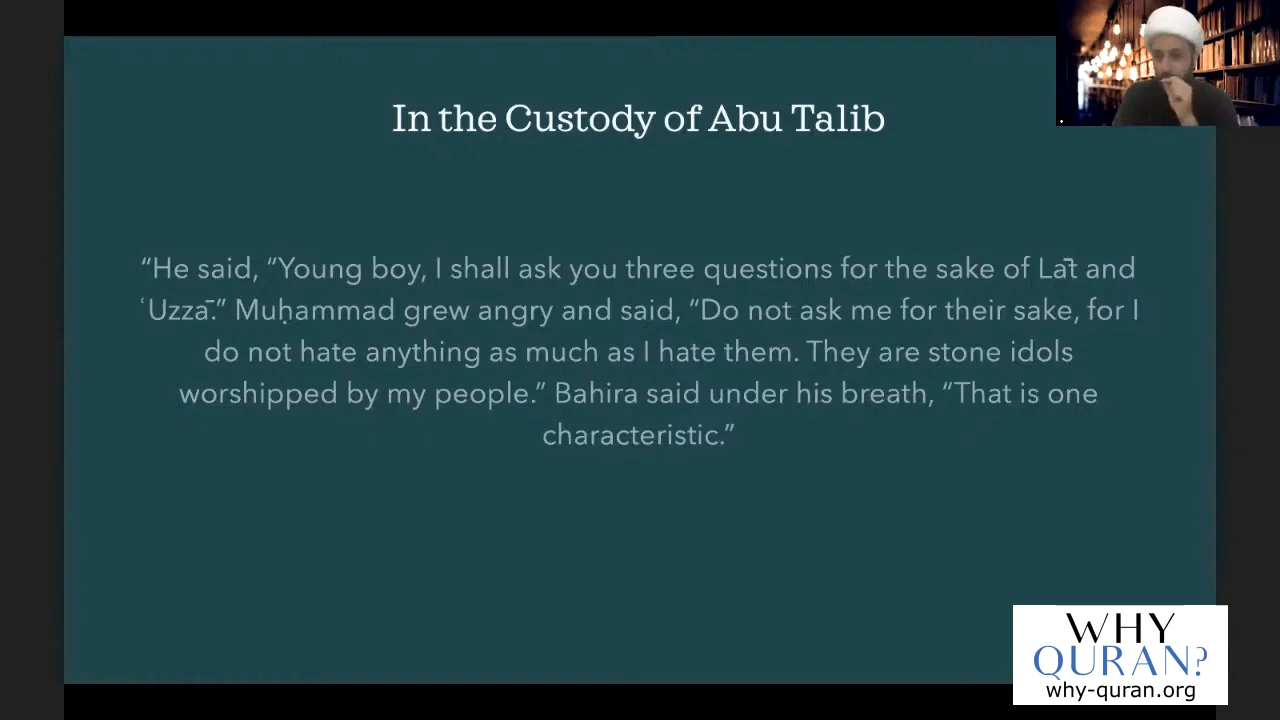 In the Custody of Abu Talib
“He said, “Young boy, I shall ask you three questions for the sake of Lāt and
ʿUzzā.” Muḥammad grew angry and said, “Do not ask me for their sake, for I
do not hate anything as much as I hate them. They are stone idols
worshipped by my people.” Bahira said under his breath, “That is one
characteristic.”
WHY
QURAN?
why-quran.org